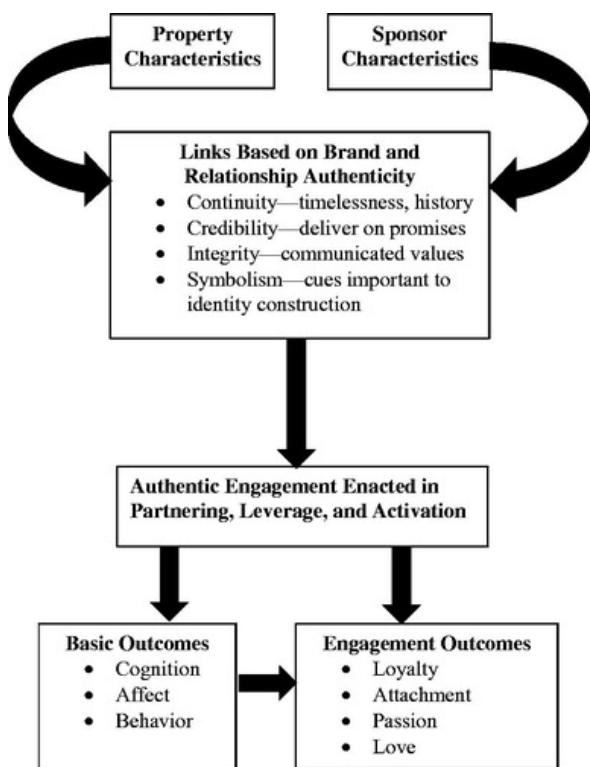 Property
Characteristics
Sponsor
Characteristics
Links Based on Brand and
Relationship Authenticity
• Continuity—timelessness, history
• Credibility—deliver on promises
• Integrity—communicated values
• Symbolism—cues important to
identity construction
Authentic Engagement Enacted in
Partnering, Leverage, and Activation
Basic Outcomes
• Cognition
• Affect
• Behavior
Engagement Outcomes
• Loyalty
• Attachment
• Passion
• Love